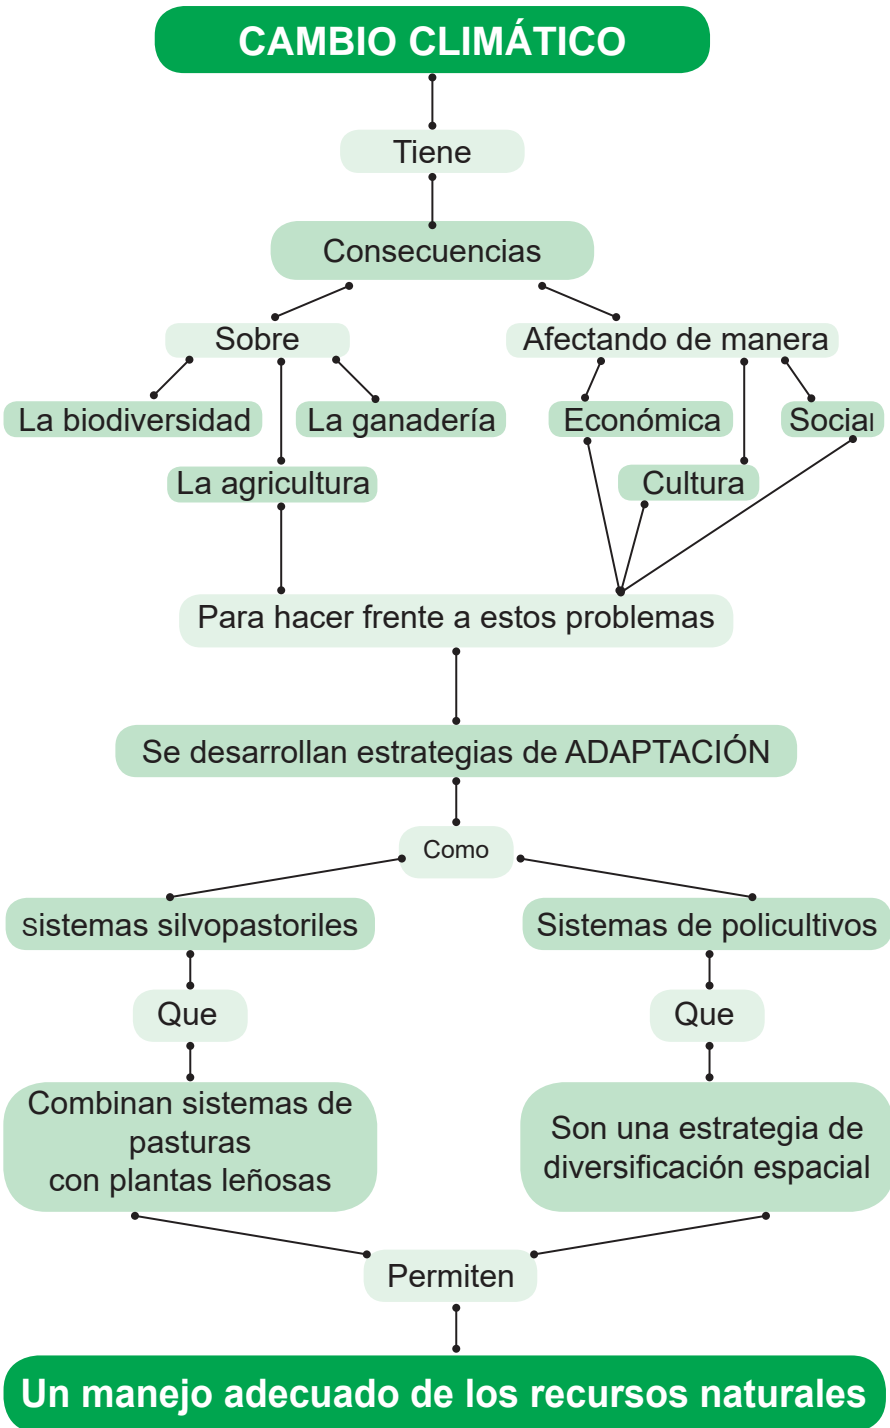 CAMBIO CLIMÁTICO
Tiene
Consecuencias
Sobre
Afectando de manera
La biodiversidad
La ganadería
Económica
Social
La agricultura
Cultura
Para hacer frente a estos problemas
Se desarrollan estrategias de ADAPTACIÓN
Como
sistemas silvopastoriles
Sistemas de policultivos
Que
Que
Combinan sistemas de
pasturas
con plantas leñosas
Son una estrategia de
diversificación espacial
Permiten
Un manejo adecuado de los recursos naturales